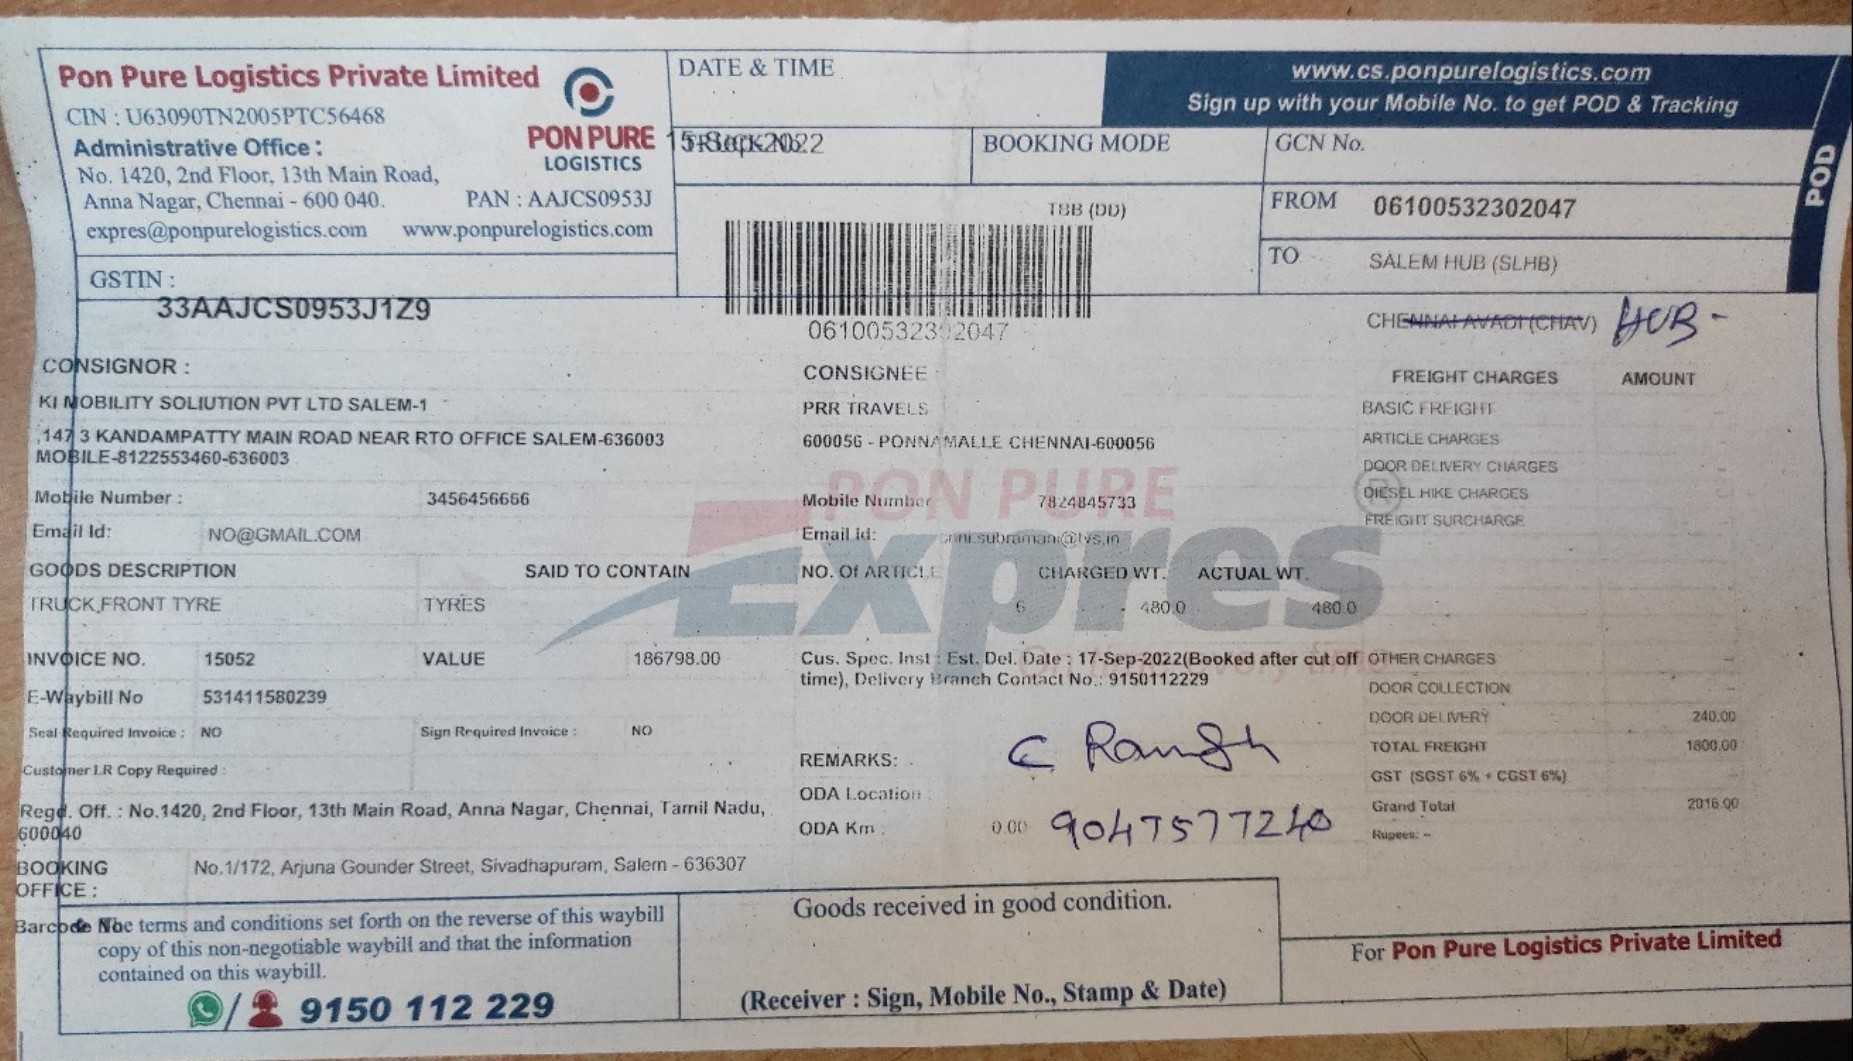 Pon Pure Logistics Private Limited
CIN : U63090TN2005PTC56468
Administrative Office :
No. 1420, 2nd Floor, 13th Main Road,
Anna Nagar, Chennai - 600 040.
PAN : AAJCS0953J
expres@ponpurelogistics.com www.ponpurelogistics.com
PON PURE
LOGISTICS
GSTIN :
33AAJCS0953J1Z9
DATE & TIME
15-Sep-2022
TRUCK No.
BOOKING MODE
TBB (DD)
06100532302047
www.cs.ponpurelogistics.com
Sign up with your Mobile No. to get POD & Tracking
POD
GCN No.
FROM 06100532302047
TO SALEM HUB (SLHB)
CHENNAI AVADI (CHAV) HUB -
CONSIGNOR :
KI MOBILITY SOLIUTION PVT LTD SALEM-1
,147 3 KANDAMPATTY MAIN ROAD NEAR RTO OFFICE SALEM-636003
MOBILE-8122553460-636003
Mobile Number : 3456456666
Email Id: NO@GMAIL.COM
CONSIGNEE
PRR TRAVELS
600056 - PONNAMALLE CHENNAI-600056
Mobile Number 7824845733
Email Id:
PON PURE
Expres
FREIGHT CHARGES AMOUNT
BASIC FREIGHT
ARTICLE CHARGES
DOOR DELIVERY CHARGES
DIESEL HIKE CHARGES
FREIGHT SURCHARGE
GOODS DESCRIPTION SAID TO CONTAIN NO. Of ARTICLE CHARGED WT. ACTUAL WT.
TRUCK,FRONT TYRE TYRES 6 480.0 480.0
INVOICE NO. 15052 VALUE 186798.00
E-Waybill No 531411580239
Seal Required Invoice : NO Sign Required Invoice : NO
Customer LR Copy Required :
Cus. Spec. Inst : Est. Del. Date : 17-Sep-2022(Booked after cut off
time), Delivery Branch Contact No.: 9150112229
REMARKS:
ODA Location :
ODA Km : 0.00
9047577240
OTHER CHARGES
DOOR COLLECTION
DOOR DELIVERY 240.00
TOTAL FREIGHT 1800.00
GST (SGST 6% + CGST 6%)
Grand Total 2016.00
Rupees: -
Regd. Off. : No.1420, 2nd Floor, 13th Main Road, Anna Nagar, Chennai, Tamil Nadu,
600040
BOOKING No.1/172, Arjuna Gounder Street, Sivadhapuram, Salem - 636307
OFFICE :
Barcode No
The terms and conditions set forth on the reverse of this waybill
copy of this non-negotiable waybill and that the information
contained on this waybill.
/ 9150 112 229
Goods received in good condition.
(Receiver : Sign, Mobile No., Stamp & Date)
For Pon Pure Logistics Private Limited